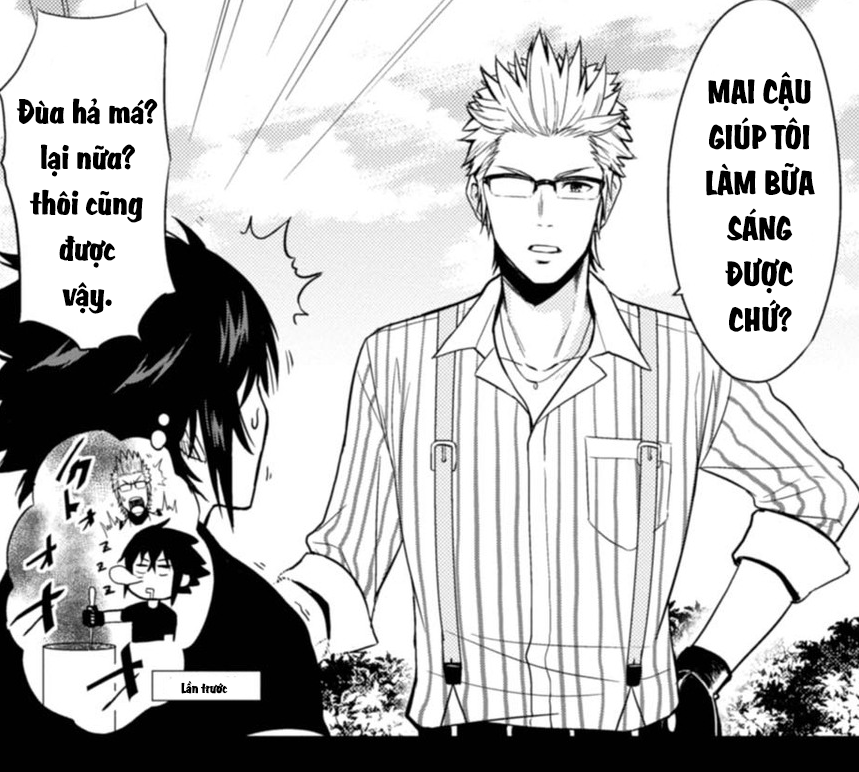 MAI CẬU
GIÚP TÔI
LÀM BỮA
SÁNG
ĐƯỢC
CHỨ?
Đùa hả má?
lại nữa?
thôi cũng
được
vậy.
Lần trước